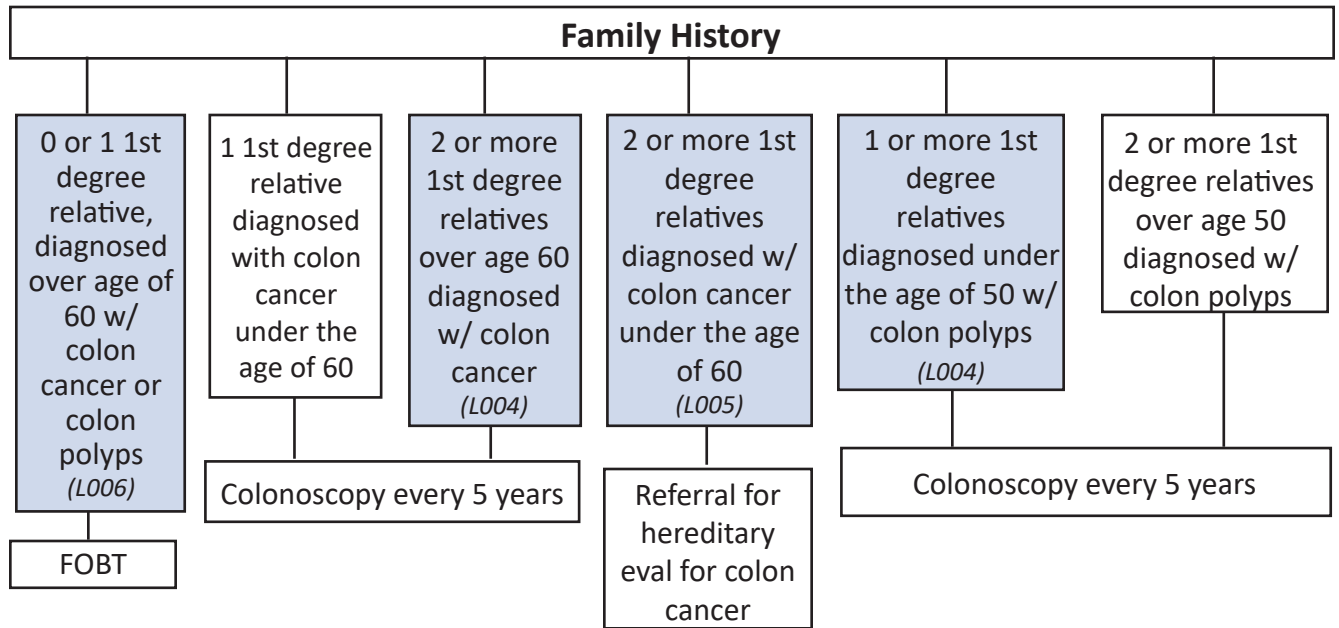 Family History
0 or 1 1st
degree
relative,
diagnosed
over age of
60 w/
colon
cancer or
colon
polyps
(L006)
1 1st degree
relative
diagnosed
with colon
cancer
under the
age of 60
2 or more
1st degree
relatives
over age 60
diagnosed
w/ colon
cancer
(L004)
2 or more 1st
degree
relatives
diagnosed w/
colon cancer
under the age
of 60
(L005)
1 or more 1st
degree
relatives
diagnosed under
the age of 50 w/
colon polyps
(L004)
2 or more 1st
degree relatives
over age 50
diagnosed w/
colon polyps
FOBT
Colonoscopy every 5 years
Referral for
hereditary
eval for colon
cancer
Colonoscopy every 5 years